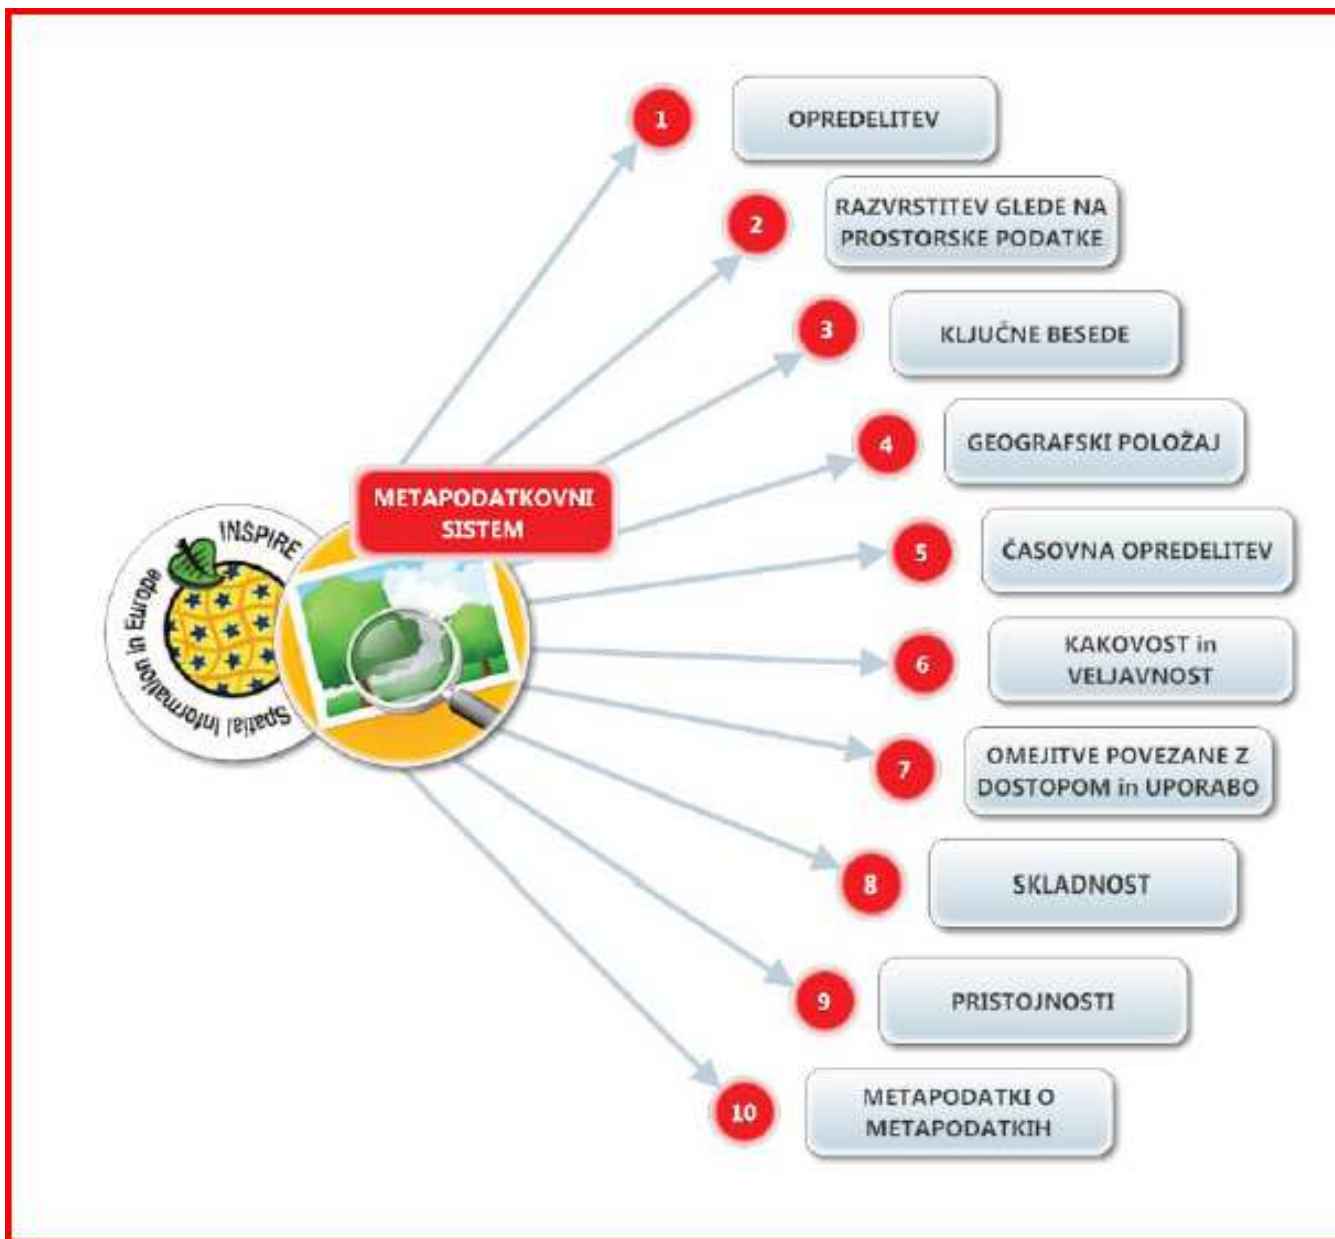 1
OPREDELITEV
2
RAZVRSTITEV GLEDE NA
PROSTORSKE PODATKE
3
KLJUČNE BESEDE
4
GEOGRAFSKI POLOŽAJ
METAPODATKOVNI
SISTEM
INSPIRE
Spatial Information in Europe
5
ČASOVNA OPREDELITEV
6
KAKOVOST in
VELJAVNOST
7
OMEJITVE POVEZANE Z
DOSTOPOM in UPORABO
8
SKLADNOST
9
PRISTOJNOSTI
10
METAPODATKI O
METAPODATKIH